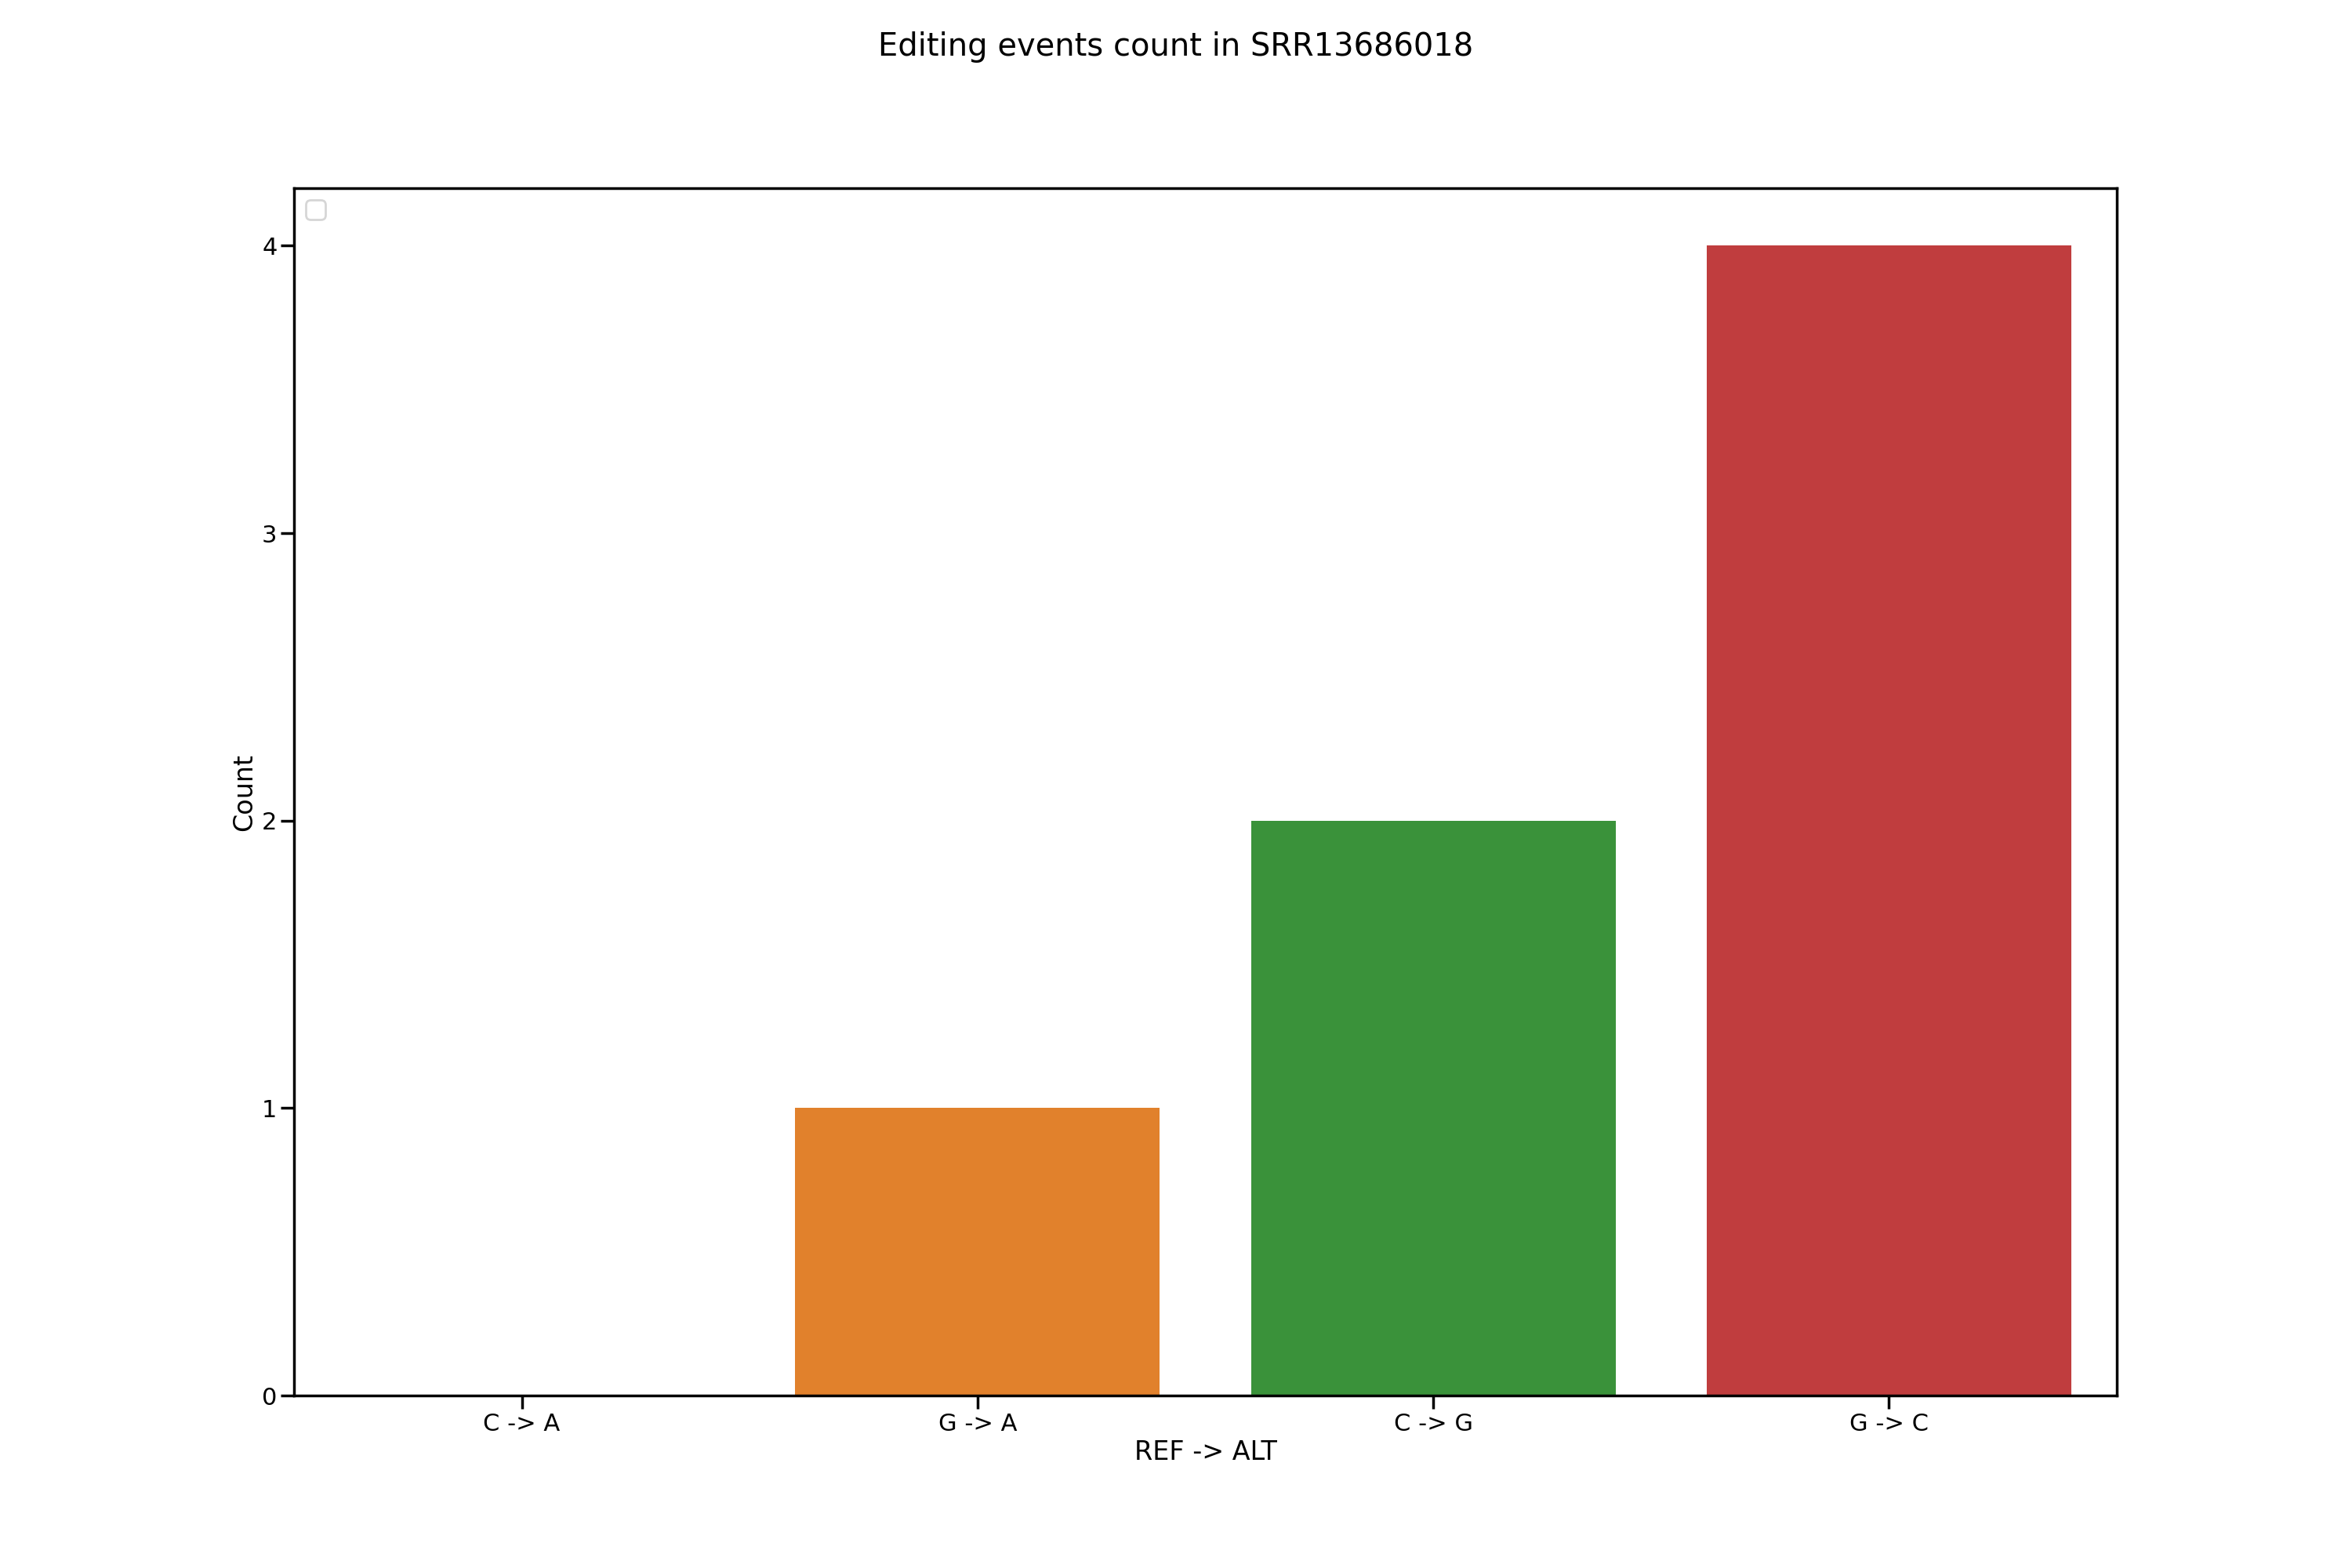 Editing events count in SRR13686018
Count
4
3
2
1
0
C -> A
G -> A
C -> G
G -> C
REF -> ALT